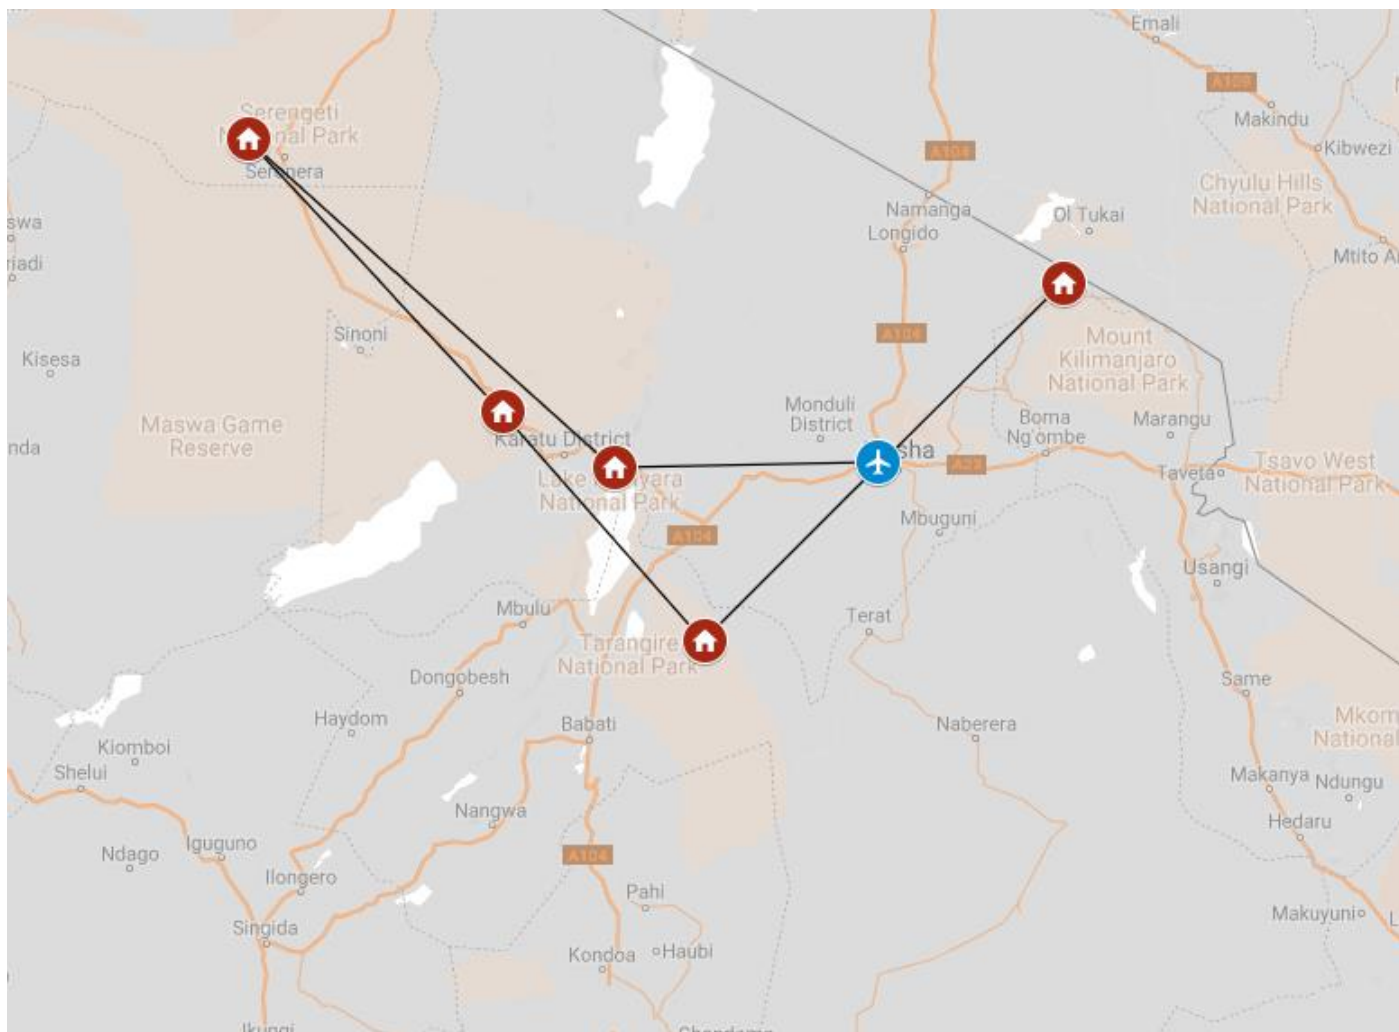 Emali
A109
Makindu
Kibwezi
Serengeti
National Park
Seronera
A104
Chyulu Hills
National Park
Namanga
Longido
Ol Tukai
swa
riadi
Mtito A
Sinoni
A104
Mount
Kilimanjaro
National Park
Kisesa
Maswa Game
Reserve
Monduli
District
Boma
Ng'ombe
Marangu
nda
Karatu District
sha
A23
Taveta
Tsavo West
National Park
Lake
yara
National Park
Mbuguni
A104
Usangi
Mbulu
Terat
Tarangire
National Park
Dongobesh
Same
Haydom
Babati
Naberera
Mkom
National
Kiomboi
Shelui
Makanya
Ndungu
Nangwa
Hedaru
Iguguno
Ndago
A104
Ilongero
Pahi
Makuyuni
L
Singida
Kondoa
Haubi
Ikungi